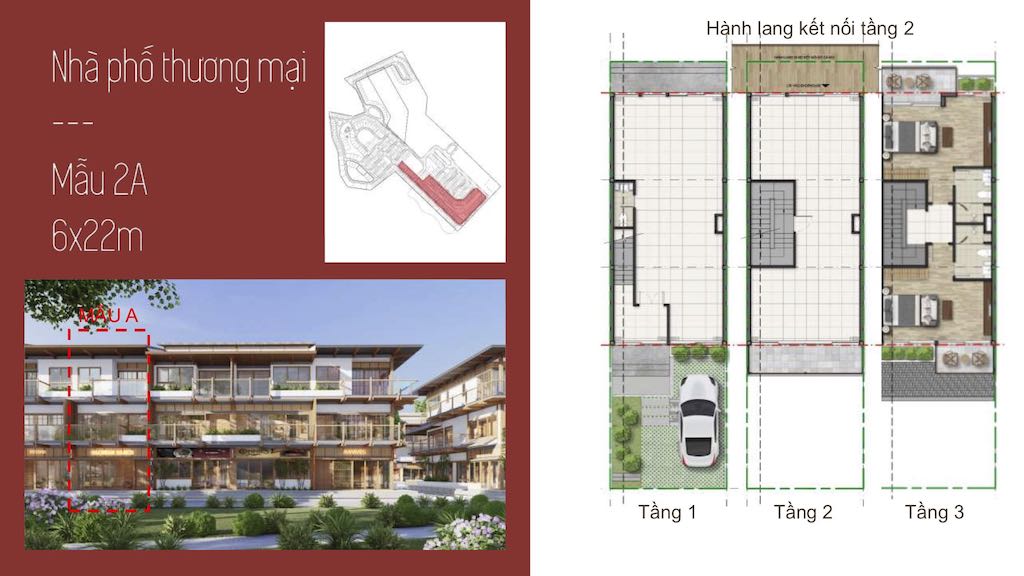 Nhà phố thương mại
---
Mẫu 2A
6x22m
MẪU A
Hành lang kết nối tầng 2
Tầng 1
Tầng 2
Tầng 3